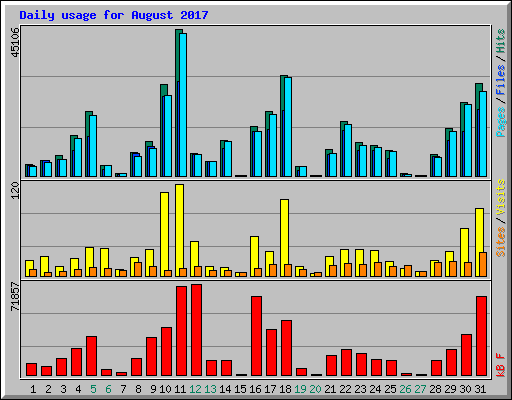 Daily usage for August 2017
45106
Pages / Files / Hits
120
Sites / Visits
71857
kB F
1 2 3 4 5 6 7 8 9 10 11 12 13 14 15 16 17 18 19 20 21 22 23 24 25 26 27 28 29 30 31